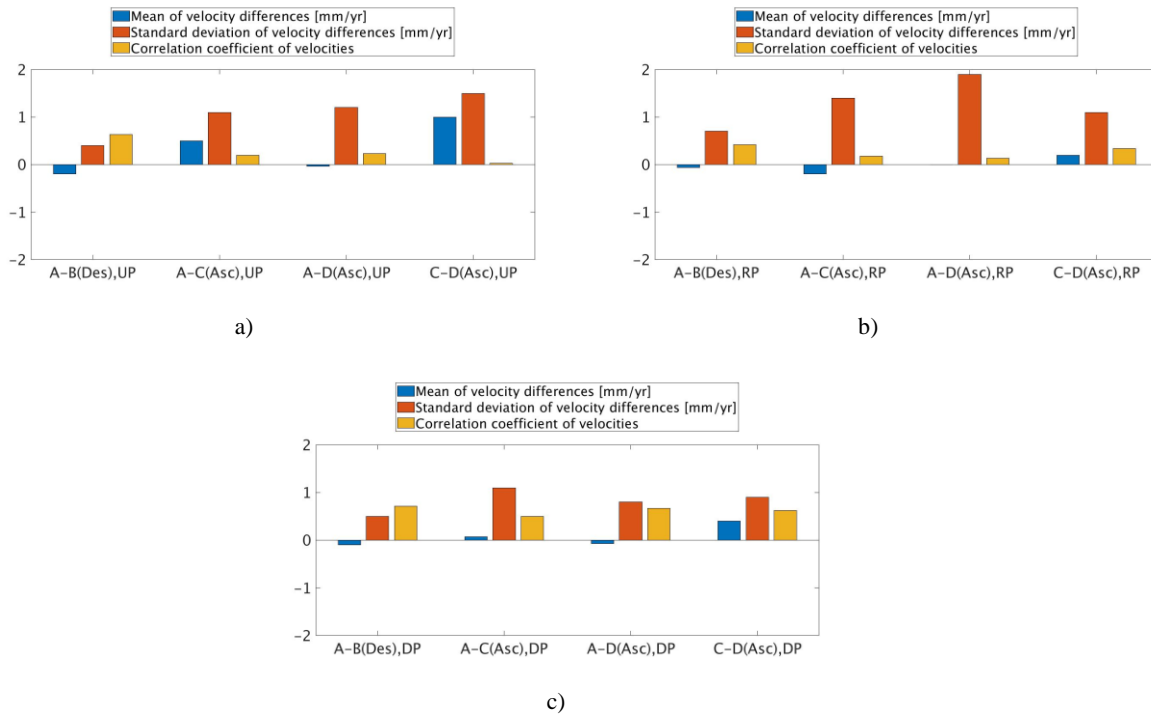 Mean of velocity differences [mm/yr]
Standard deviation of velocity differences [mm/yr]
Correlation coefficient of velocities
2
1
0
−1
−2
A−B(Des),UP A−C(Asc),UP A−D(Asc),UP C−D(Asc),UP
a)
Mean of velocity differences [mm/yr]
Standard deviation of velocity differences [mm/yr]
Correlation coefficient of velocities
2
1
0
−1
−2
A−B(Des),RP A−C(Asc),RP A−D(Asc),RP C−D(Asc),RP
b)
Mean of velocity differences [mm/yr]
Standard deviation of velocity differences [mm/yr]
Correlation coefficient of velocities
2
1
0
−1
−2
A−B(Des),DP A−C(Asc),DP A−D(Asc),DP C−D(Asc),DP
c)